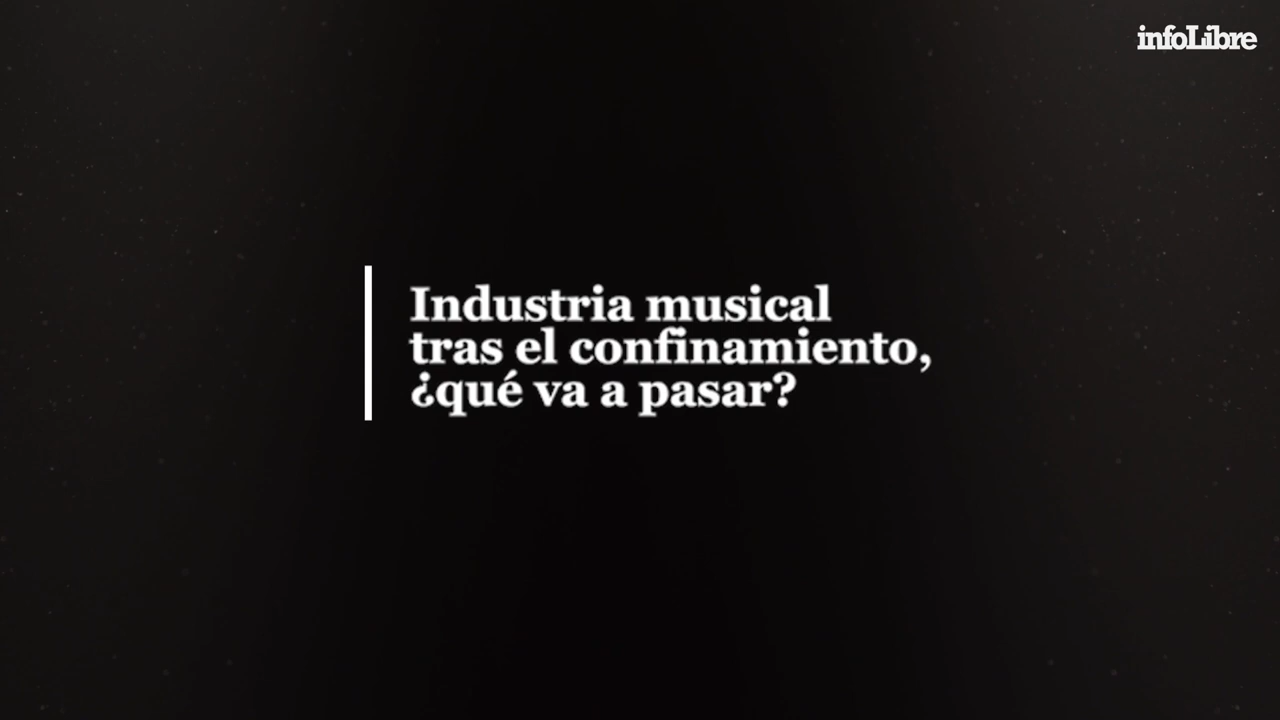 infoLibre
Industria musical
tras el confinamiento,
¿qué va a pasar?